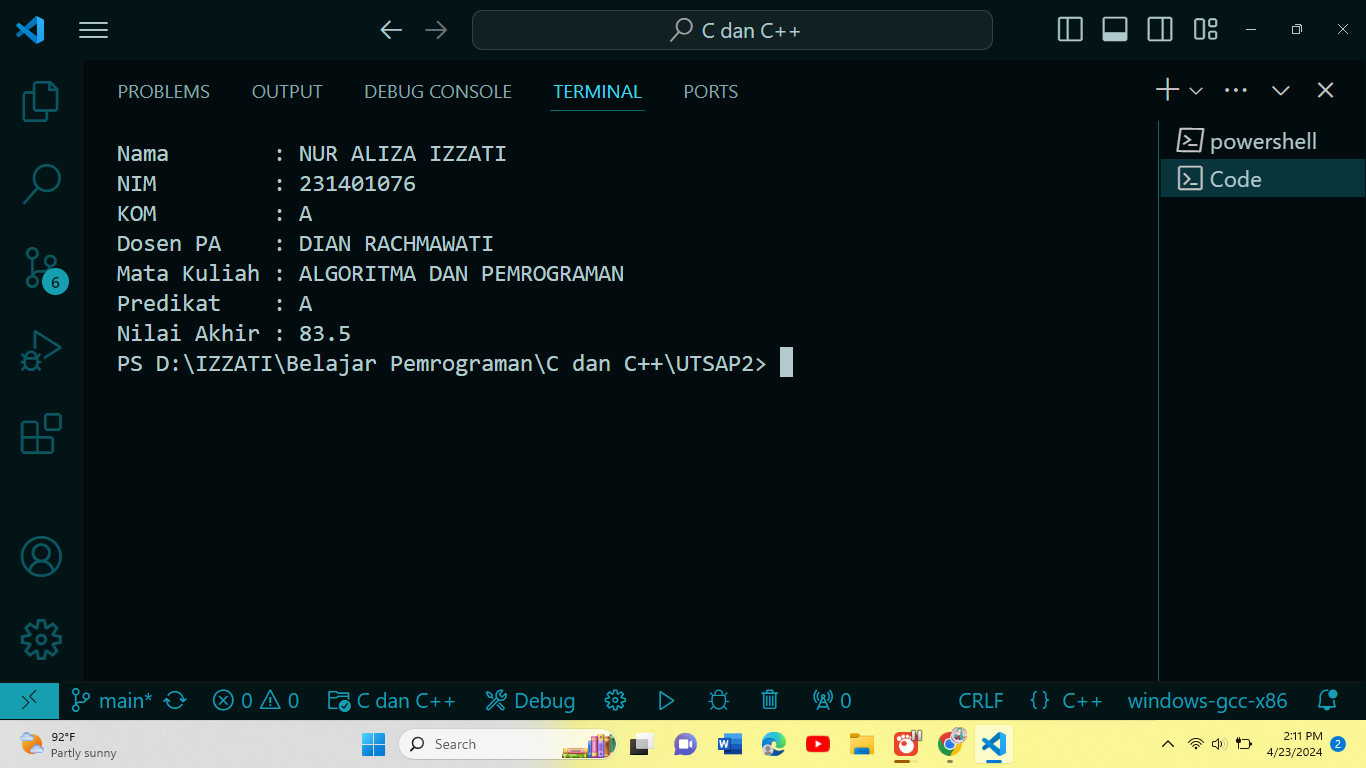 C dan C++
PROBLEMS OUTPUT DEBUG CONSOLE TERMINAL PORTS
Nama : NUR ALIZA IZZATI
NIM : 231401076
KOM : A
Dosen PA : DIAN RACHMAWATI
Mata Kuliah : ALGORITMA DAN PEMROGRAMAN
Predikat : A
Nilai Akhir : 83.5
PS D:\IZZATI\Belajar Pemrograman\C dan C++\UTSAP2>
powershell
Code
6
main* 0 0 C dan C++ Debug 0 CRLF {} C++ windows-gcc-x86
92°F
Partly sunny
Search
2:11 PM
4/23/2024
2